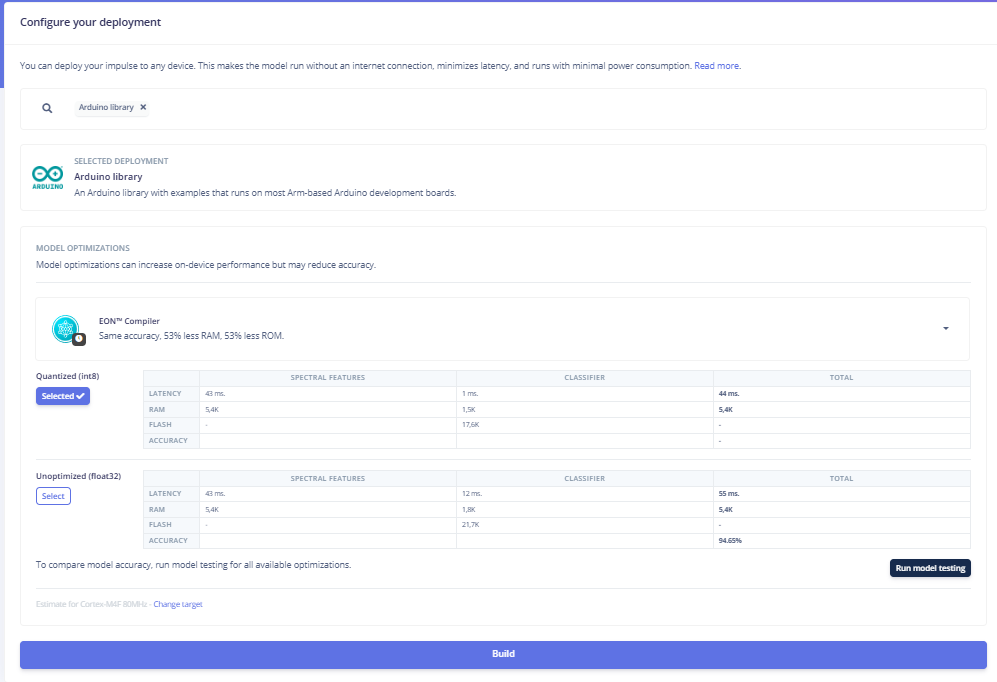 Configure your deployment
You can deploy your impulse to any device. This makes the model run without an internet connection, minimizes latency, and runs with minimal power consumption. Read more.
Arduino library ×
SELECTED DEPLOYMENT
Arduino library
An Arduino library with examples that runs on most Arm-based Arduino development boards.
ARDUINO
MODEL OPTIMIZATIONS
Model optimizations can increase on-device performance but may reduce accuracy.
EON™ Compiler
Same accuracy, 53% less RAM, 53% less ROM.
Quantized (int8)
Selected ✓
SPECTRAL FEATURES CLASSIFIER TOTAL
LATENCY 43 ms. 1 ms. 44 ms.
RAM 5,4K 1,5K 5,4K
FLASH - 17,6K -
ACCURACY -
Unoptimized (float32)
Select
SPECTRAL FEATURES CLASSIFIER TOTAL
LATENCY 43 ms. 12 ms. 55 ms.
RAM 5,4K 1,8K 5,4K
FLASH - 21,7K -
ACCURACY 94.65%
To compare model accuracy, run model testing for all available optimizations.
Run model testing
Estimate for Cortex-M4F 80MHz - Change target
Build